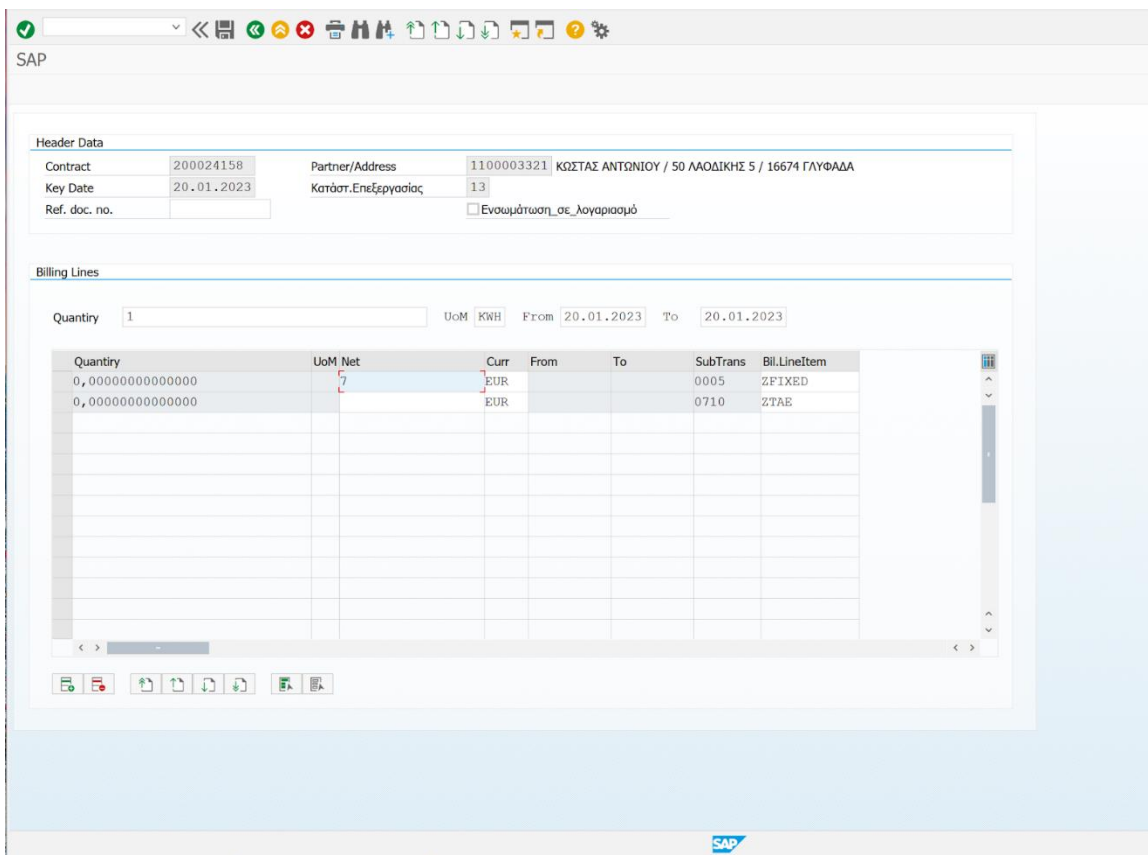 SAP
Header Data
Contract 200024158 Partner/Address 1100003321 ΚΩΣΤΑΣ ΑΝΤΩΝΙΟΥ / 50 ΛΑΟΔΙΚΗΣ 5 / 16674 ΓΛΥΦΑΔΑ
Key Date 20.01.2023 Κατάστ.Επεξεργασίας 13
Ref. doc. no. Ενσωμάτωση_σε_λογαριασμό
Billing Lines
Quantiry 1 UoM KWH From 20.01.2023 To 20.01.2023
Quantiry UoM Net Curr From To SubTrans Bil.LineItem
0,00000000000000 7 EUR 0005 ZFIXED
0,00000000000000 EUR 0710 ZTAE
SAP